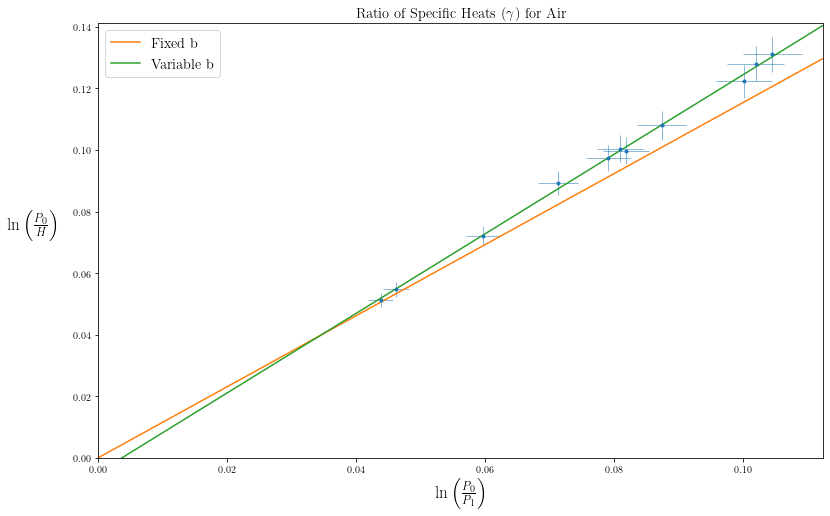 Ratio of Specific Heats (γ) for Air
Fixed b
Variable b
0.14
0.12
0.10
0.08
0.06
0.04
0.02
0.00
ln (P₀/H)
0.00 0.02 0.04 0.06 0.08 0.10
ln (P₀/P₁)